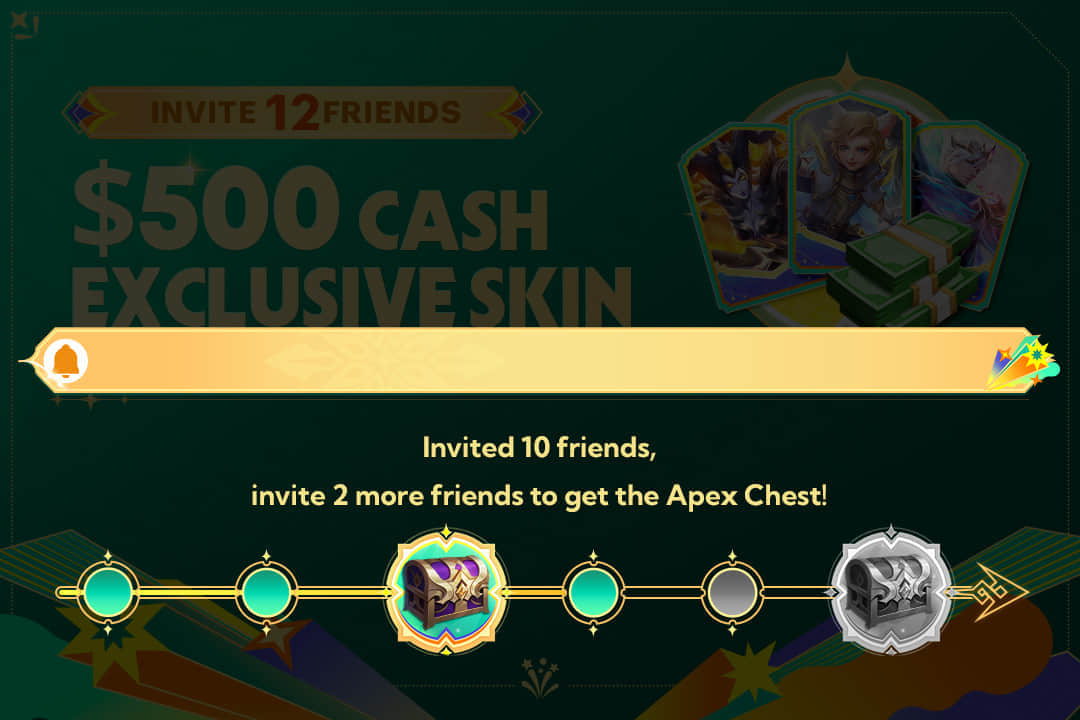 INVITE 12 FRIENDS
$500 CASH
EXCLUSIVE SKIN
Invited 10 friends,
invite 2 more friends to get the Apex Chest!